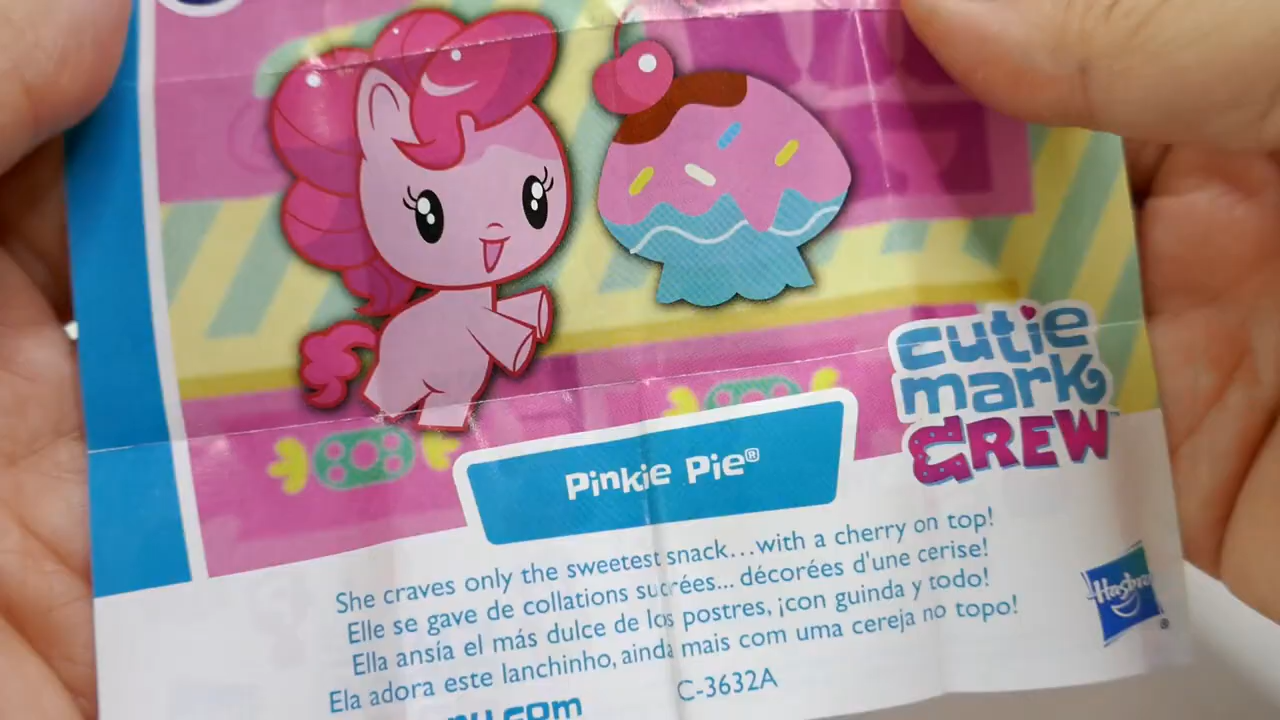 cutie
mark
CREW™
Pinkie Pie®
She craves only the sweetest snack...with a cherry on top!
Elle se gave de collations sucrées... décorées d'une cerise!
Ella ansía el más dulce de los postres, ¡con guinda y todo!
Ela adora este lanchinho, ainda mais com uma cereja no topo!
Hasbro®
C-3632A